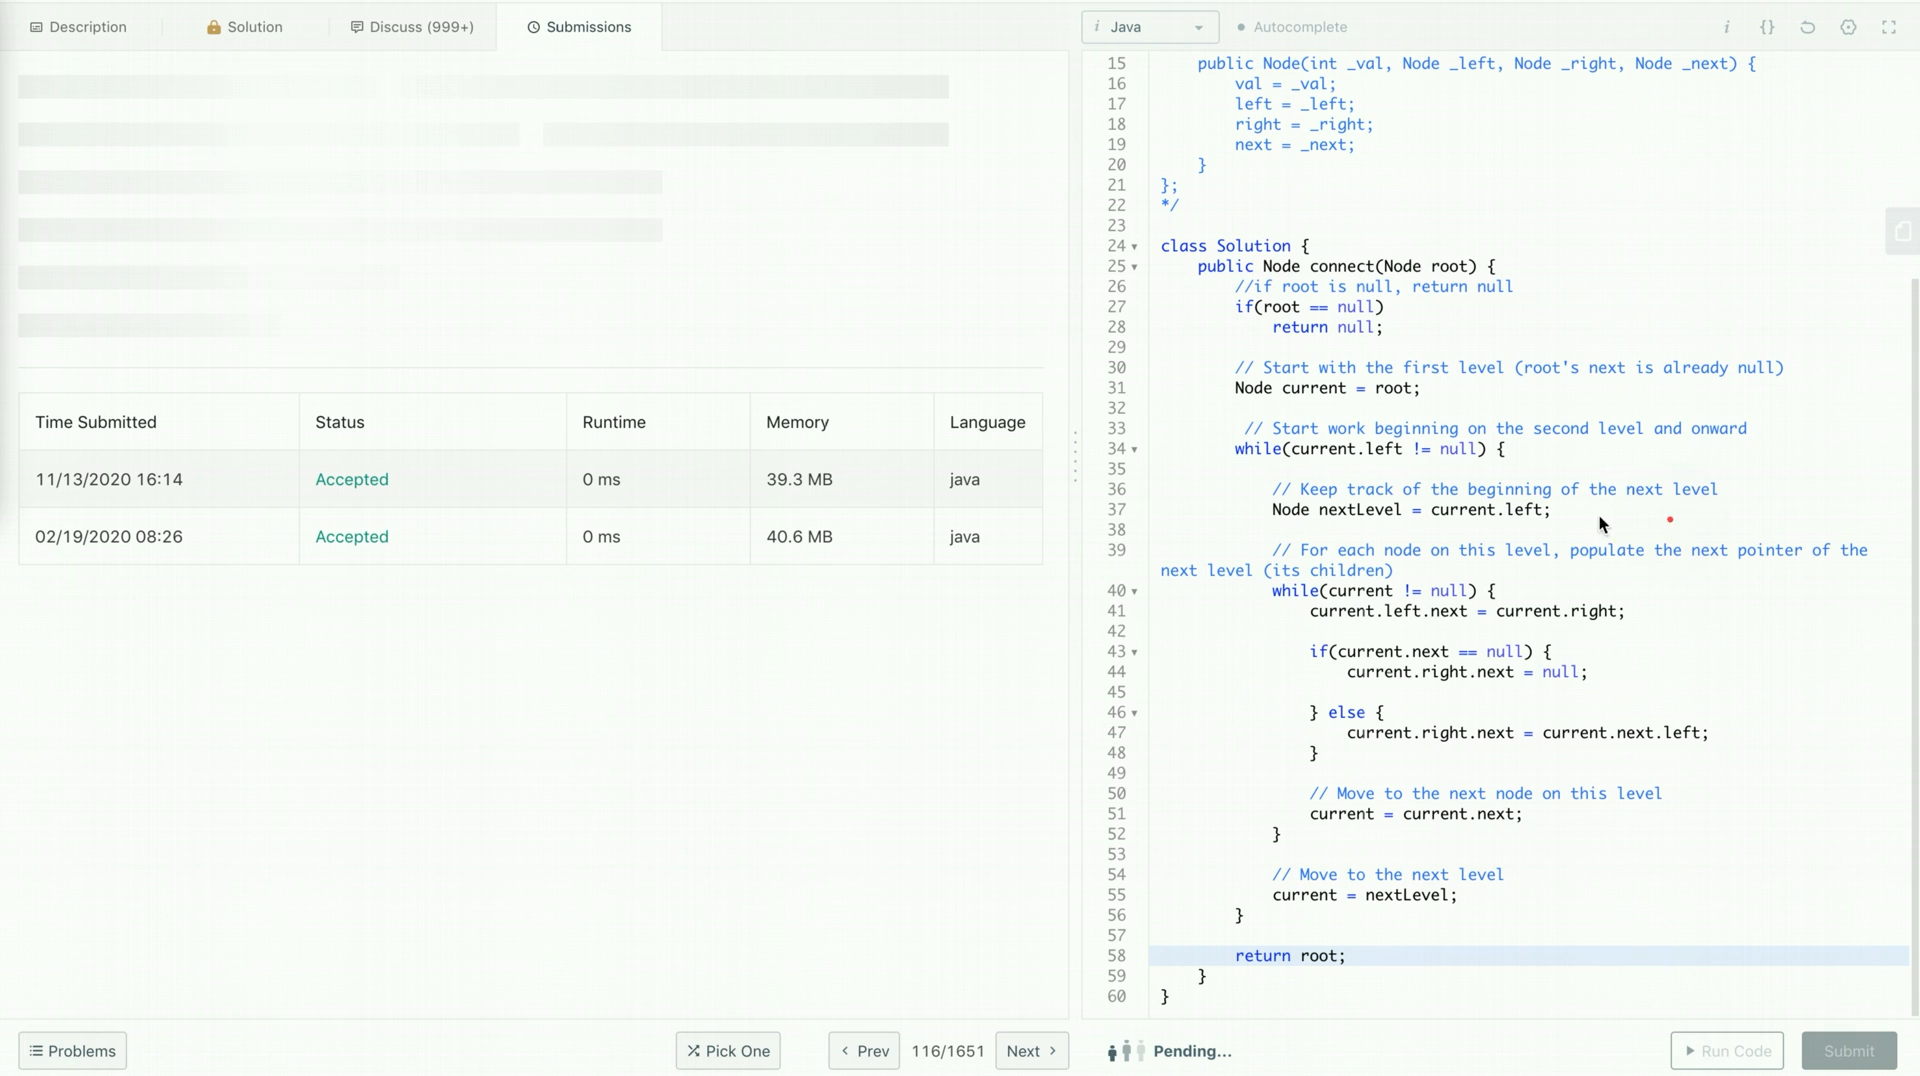 Description
Solution
Discuss (999+)
Submissions
i Java
Autocomplete
i {}
Time Submitted Status Runtime Memory Language
11/13/2020 16:14 Accepted 0 ms 39.3 MB java
02/19/2020 08:26 Accepted 0 ms 40.6 MB java
15 public Node(int _val, Node _left, Node _right, Node _next) {
16 val = _val;
17 left = _left;
18 right = _right;
19 next = _next;
20 }
21 };
22 */
23
24 class Solution {
25 public Node connect(Node root) {
26 //if root is null, return null
27 if(root == null)
28 return null;
29
30 // Start with the first level (root's next is already null)
31 Node current = root;
32
33 // Start work beginning on the second level and onward
34 while(current.left != null) {
35
36 // Keep track of the beginning of the next level
37 Node nextLevel = current.left;
38
39 // For each node on this level, populate the next pointer of the
next level (its children)
40 while(current != null) {
41 current.left.next = current.right;
42
43 if(current.next == null) {
44 current.right.next = null;
45
46 } else {
47 current.right.next = current.next.left;
48 }
49
50 // Move to the next node on this level
51 current = current.next;
52 }
53
54 // Move to the next level
55 current = nextLevel;
56 }
57
58 return root;
59 }
60 }
Problems
Pick One
Prev
116/1651
Next
Pending...
Run Code
Submit